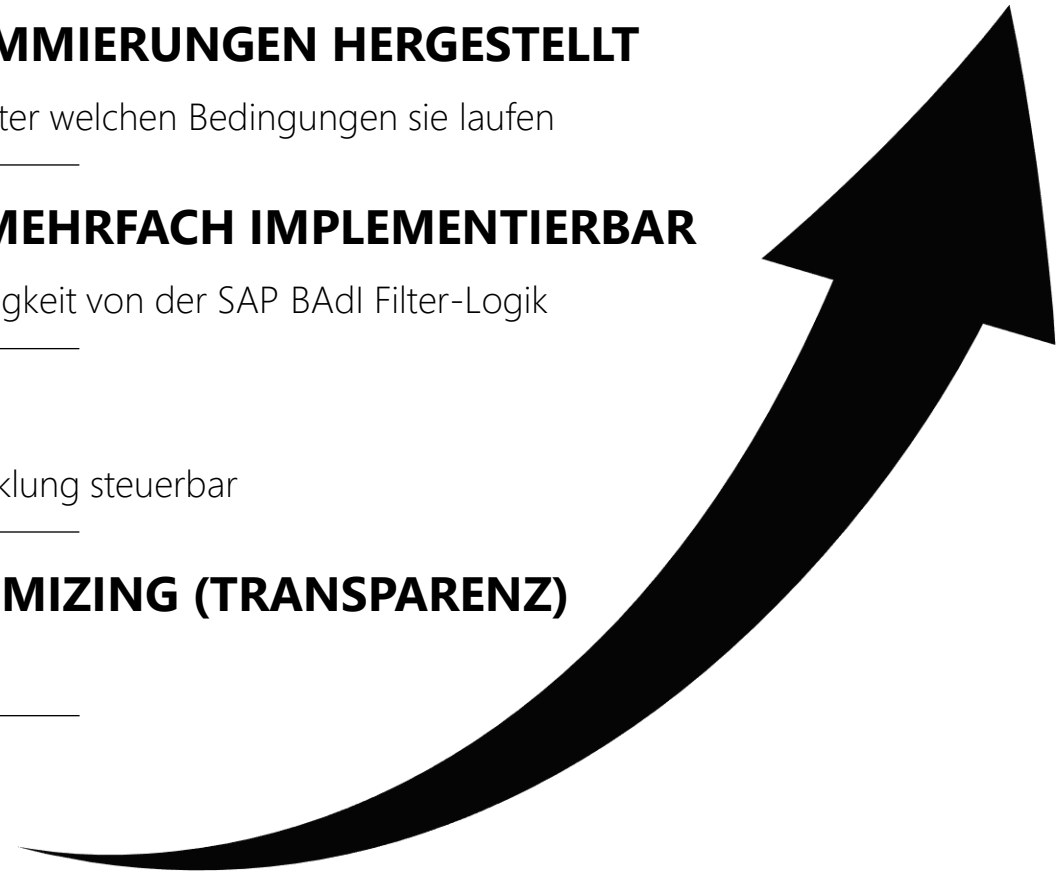 MMIERUNGEN HERGESTELLT
ter welchen Bedingungen sie laufen
MEHRFACH IMPLEMENTIERBAR
gkeit von der SAP BAdI Filter-Logik
klung steuerbar
MIZING (TRANSPARENZ)